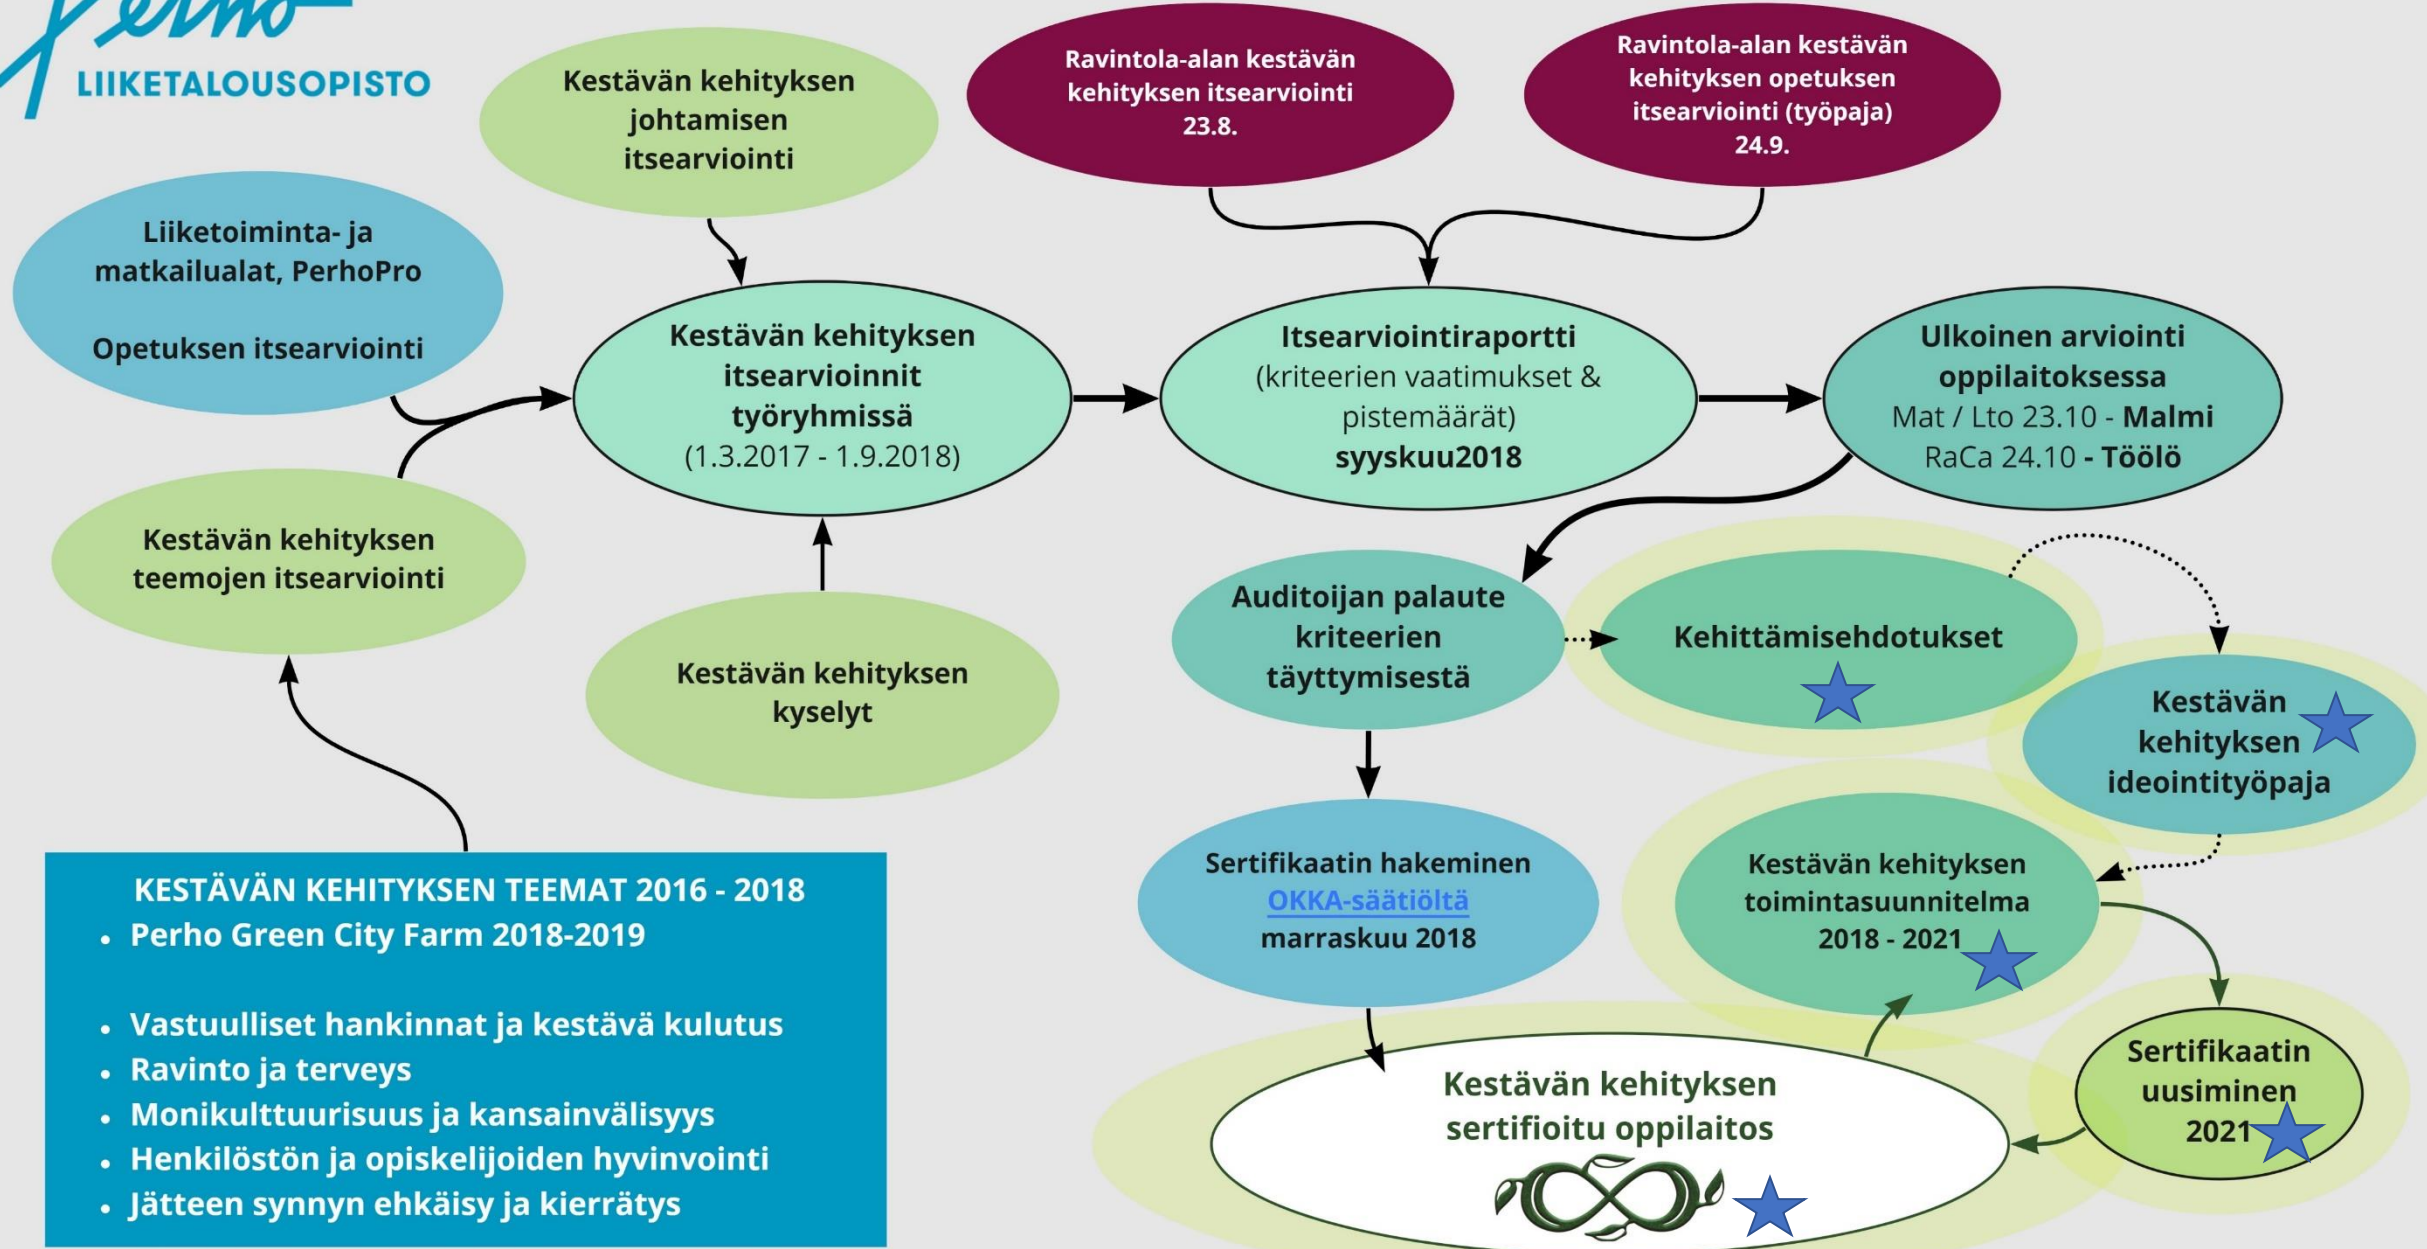 Perho
LIIKETALOUSOPISTO
Kestävän kehityksen
johtamisen
itsearviointi
Ravintola-alan kestävän
kehityksen itsearviointi
23.8.
Ravintola-alan kestävän
kehityksen opetuksen
itsearviointi (työpaja)
24.9.
Liiketoiminta- ja
matkailualat, PerhoPro
Opetuksen itsearviointi
Kestävän kehityksen
itsearvioinnit
työryhmissä
(1.3.2017 - 1.9.2018)
Itsearviointiraportti
(kriteerien vaatimukset &
pistemäärät)
syyskuu2018
Ulkoinen arviointi
oppilaitoksessa
Mat / Lto 23.10 - Malmi
RaCa 24.10 - Töölö
Kestävän kehityksen
teemojen itsearviointi
Kestävän kehityksen
kyselyt
Auditoijan palaute
kriteerien
täyttymisestä
Kehittämisehdotukset
Kestävän
kehityksen
ideointityöpaja
Sertifikaatin hakeminen
OKKA-säätiöltä
marraskuu 2018
Kestävän kehityksen
toimintasuunnitelma
2018 - 2021
Sertifikaatin
uusiminen
2021
Kestävän kehityksen
sertifioitu oppilaitos
KESTÄVÄN KEHITYKSEN TEEMAT 2016 - 2018
• Perho Green City Farm 2018-2019
• Vastuulliset hankinnat ja kestävä kulutus
• Ravinto ja terveys
• Monikulttuurisuus ja kansainvälisyys
• Henkilöstön ja opiskelijoiden hyvinvointi
• Jätteen synnyn ehkäisy ja kierrätys